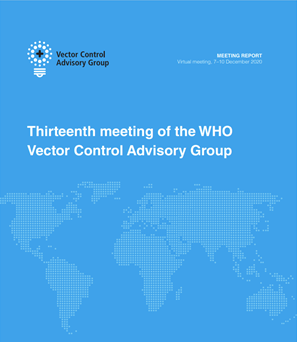 Vector Control
Advisory Group
MEETING REPORT
Virtual meeting, 7–10 December 2020
Thirteenth meeting of the WHO
Vector Control Advisory Group